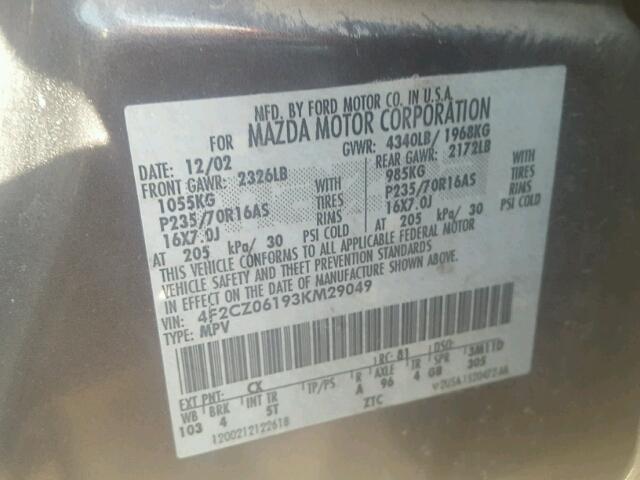 MFD. BY FORD MOTOR CO. IN U.S.A.
FOR MAZDA MOTOR CORPORATION
DATE: 12/02 GVWR: 4340LB/ 1968KG
FRONT GAWR: 2326LB REAR GAWR: 2172LB
1055KG WITH 985KG WITH
P235/70R16AS TIRES P235/70R16AS TIRES
16X7.0J RIMS 16X7.0J RIMS
AT 205 kPa/ 30 PSI COLD AT 205 kPa/ 30 PSI COLD
THIS VEHICLE CONFORMS TO ALL APPLICABLE FEDERAL MOTOR
VEHICLE SAFETY AND THEFT PREVENTION STANDARDS
IN EFFECT ON THE DATE OF MANUFACTURE SHOWN ABOVE.
VIN: 4F2CZ06193KM29049
TYPE: MPV
EXT PNT: CX RC: 81 DSO:
WB BRK INT TR TP/PS R AXLE TR SPR 3M11D
103 4 5T A 96 4 GB 305
1200212122618 ZTC